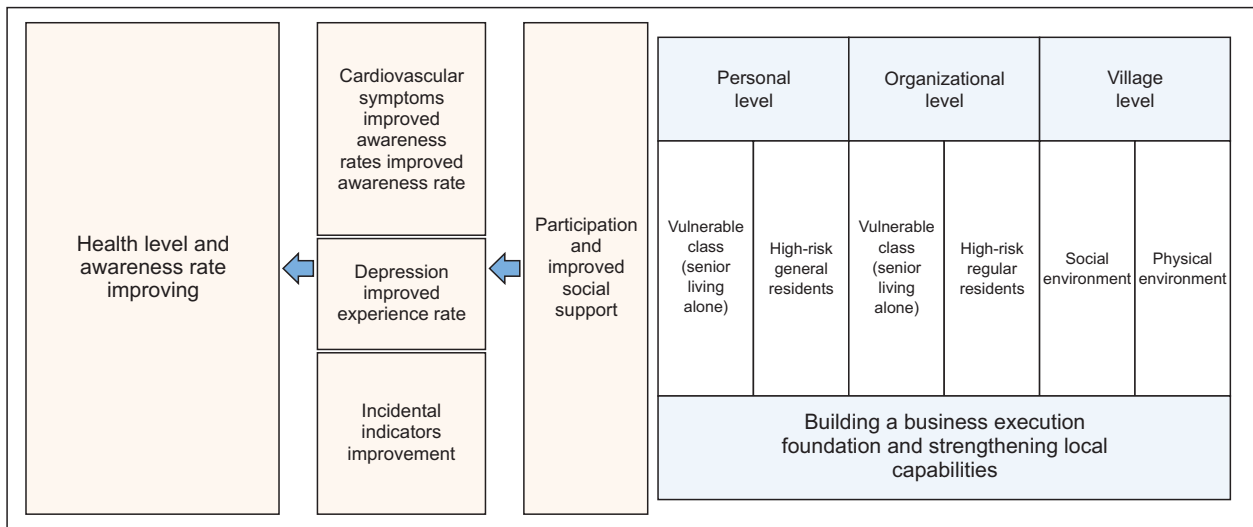 Health level and
awareness rate
improving
Cardiovascular
symptoms
improved
awareness
rates improved
awareness rate
Depression
improved
experience rate
Incidental
indicators
improvement
Participation
and
improved
social
support
Personal
level
Organizational
level
Village
level
Vulnerable
class
(senior
living
alone)
High-risk
general
residents
Vulnerable
class (senior
living
alone)
High-risk
regular
residents
Social
environment
Physical
environment
Building a business execution
foundation and strengthening local
capabilities